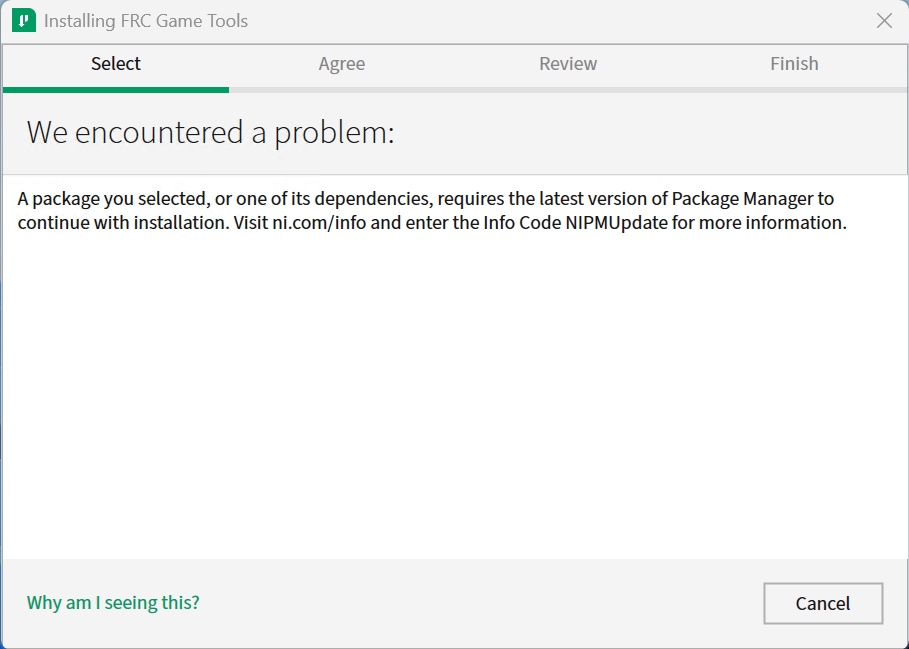 Installing FRC Game Tools
Select Agree Review Finish
We encountered a problem:
A package you selected, or one of its dependencies, requires the latest version of Package Manager to
continue with installation. Visit ni.com/info and enter the Info Code NIPMUpdate for more information.
Why am I seeing this? Cancel